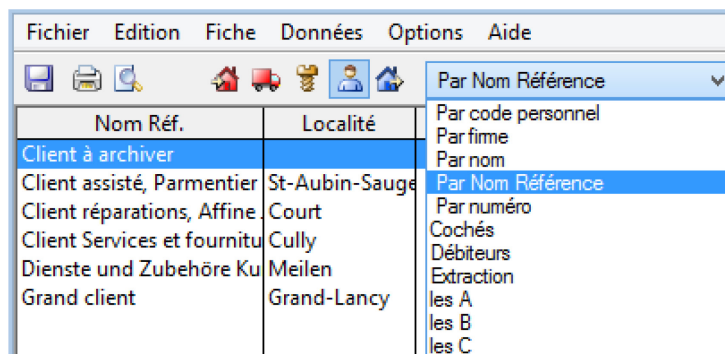 Fichier Edition Fiche Données Options Aide
Par Nom Référence
Nom Réf. Localité
Par code personnel
Par firme
Par nom
Par Nom Référence
Par numéro
Cochés
Débiteurs
Extraction
les A
les B
les C
Client à archiver
Client assisté, Parmentier St-Aubin-Sauge
Client réparations, Affine . Court
Client Services et fournitu Cully
Dienste und Zubehöre Ku Meilen
Grand client Grand-Lancy